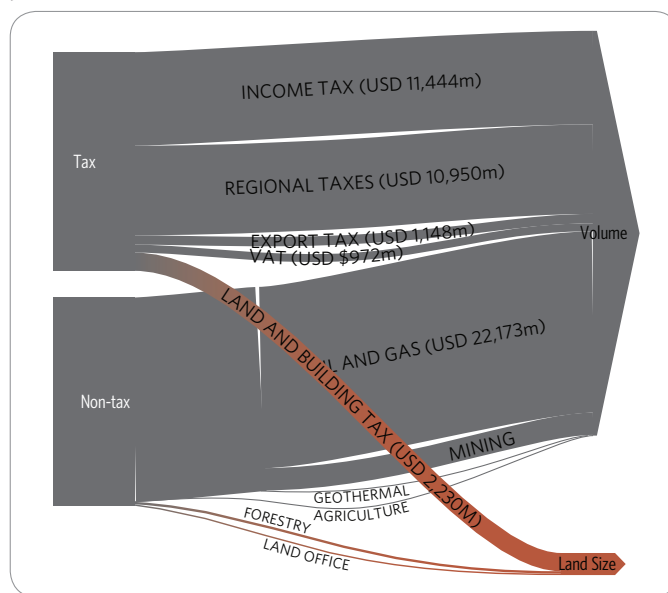 INCOME TAX (USD 11,444m)
Tax
REGIONAL TAXES (USD 10,950m)
EXPORT TAX (USD 1,148m)
Volume
VAT (USD $972m)
LAND AND BUILDING TAX (USD 2,230M)
IL AND GAS (USD 22,173m)
Non-tax
MINING
GEOTHERMAL
AGRICULTURE
FORESTRY
LAND OFFICE
Land Size